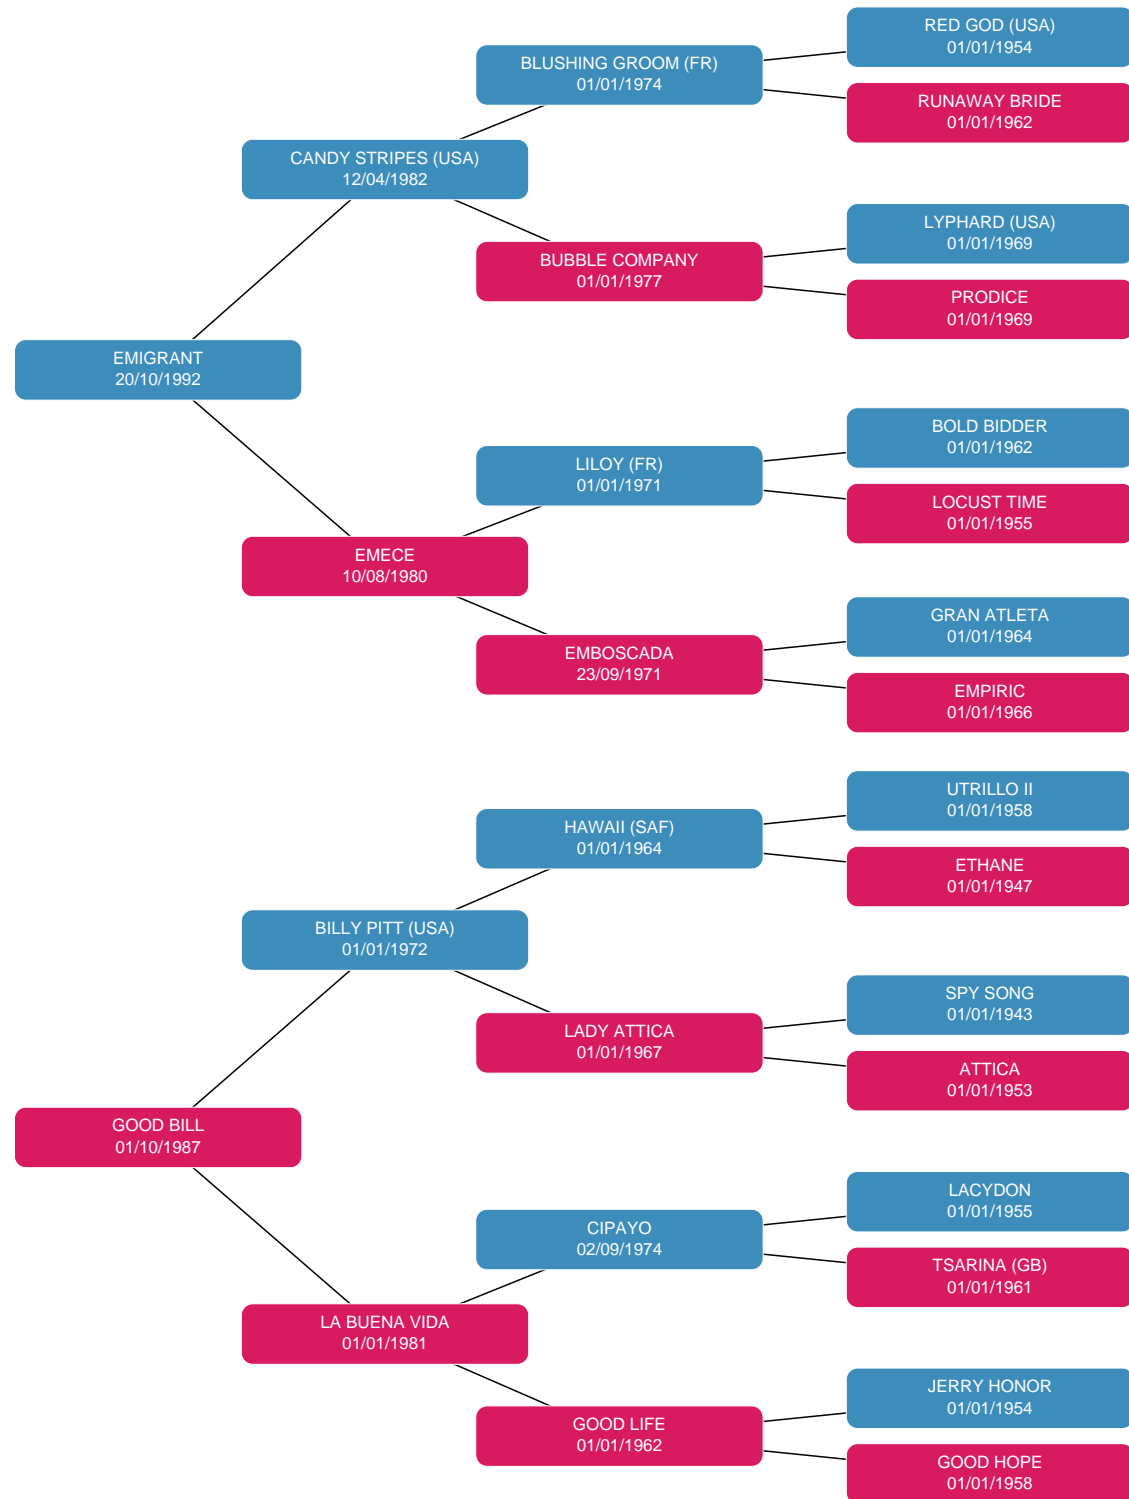 RED GOD (USA)
01/01/1954
BLUSHING GROOM (FR)
01/01/1974
RUNAWAY BRIDE
01/01/1962
CANDY STRIPES (USA)
12/04/1982
LYPHARD (USA)
01/01/1969
BUBBLE COMPANY
01/01/1977
PRODICE
01/01/1969
EMIGRANT
20/10/1992
BOLD BIDDER
01/01/1962
LILOY (FR)
01/01/1971
LOCUST TIME
01/01/1955
EMECE
10/08/1980
GRAN ATLETA
01/01/1964
EMBOSCADA
23/09/1971
EMPIRIC
01/01/1966
UTRILLO II
01/01/1958
HAWAII (SAF)
01/01/1964
ETHANE
01/01/1947
BILLY PITT (USA)
01/01/1972
SPY SONG
01/01/1943
LADY ATTICA
01/01/1967
ATTICA
01/01/1953
GOOD BILL
01/10/1987
LACYDON
01/01/1955
CIPAYO
02/09/1974
TSARINA (GB)
01/01/1961
LA BUENA VIDA
01/01/1981
JERRY HONOR
01/01/1954
GOOD LIFE
01/01/1962
GOOD HOPE
01/01/1958